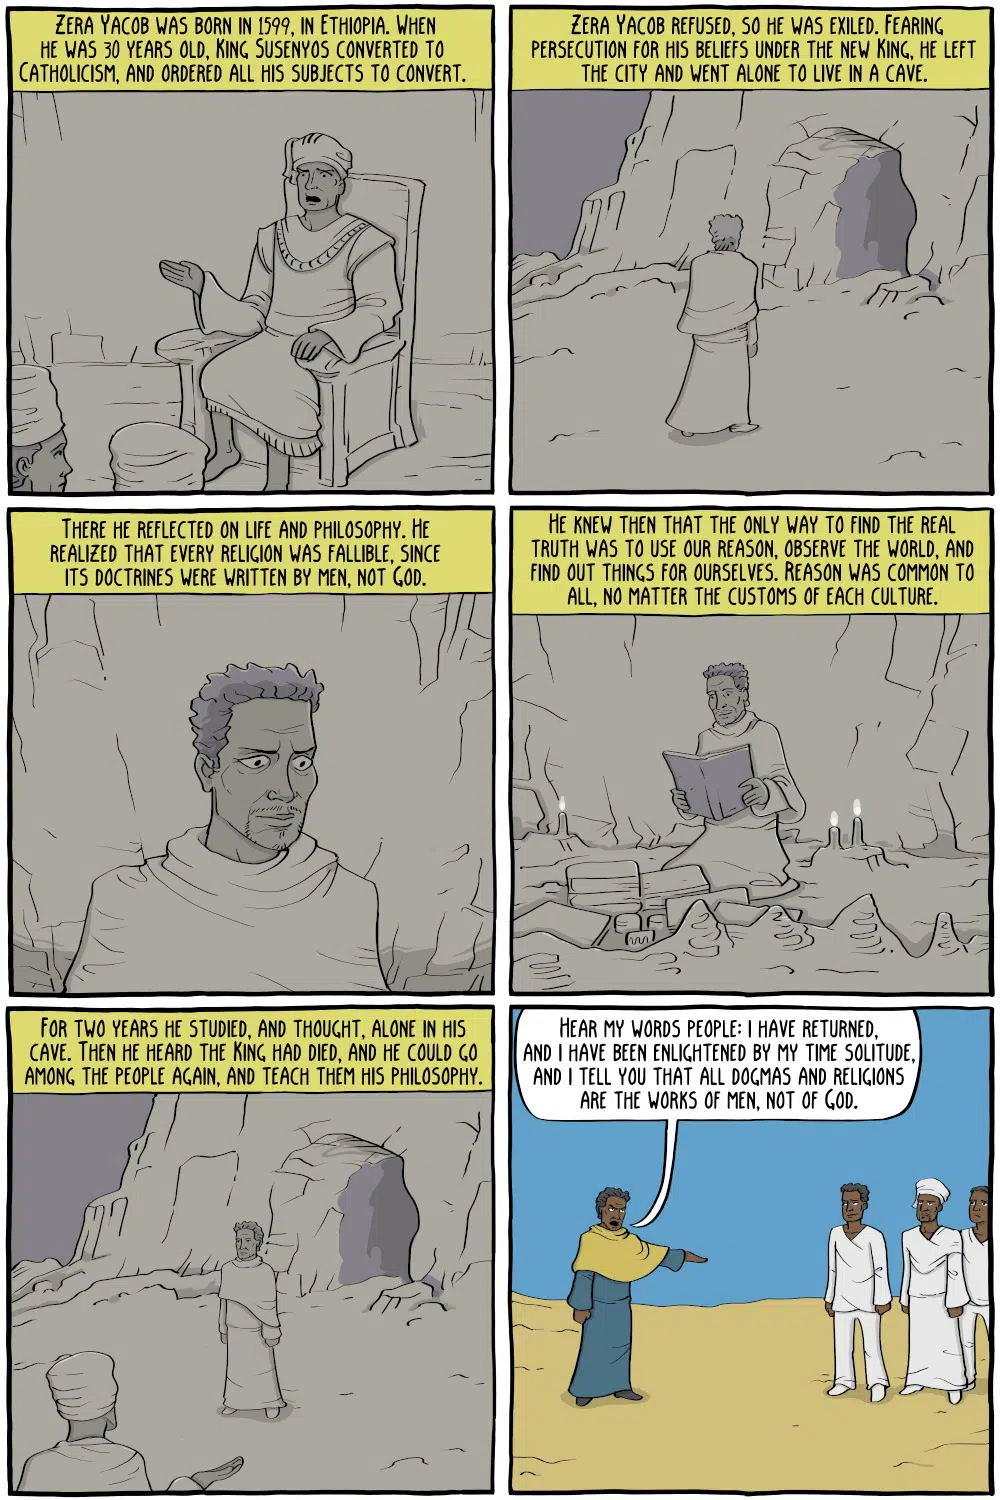 Zera Yacob was born in 1599, in Ethiopia. When
he was 30 years old, King Susenyos converted to
Catholicism, and ordered all his subjects to convert.
Zera Yacob refused, so he was exiled. Fearing
persecution for his beliefs under the new King, he left
the city and went alone to live in a cave.
There he reflected on life and philosophy. He
realized that every religion was fallible, since
its doctrines were written by men, not God.
He knew then that the only way to find the real
truth was to use our reason, observe the world, and
find out things for ourselves. Reason was common to
all, no matter the customs of each culture.
For two years he studied, and thought, alone in his
cave. Then he heard the King had died, and he could go
among the people again, and teach them his philosophy.
Hear my words people: I have returned,
and I have been enlightened by my time solitude,
and I tell you that all dogmas and religions
are the works of men, not of God.